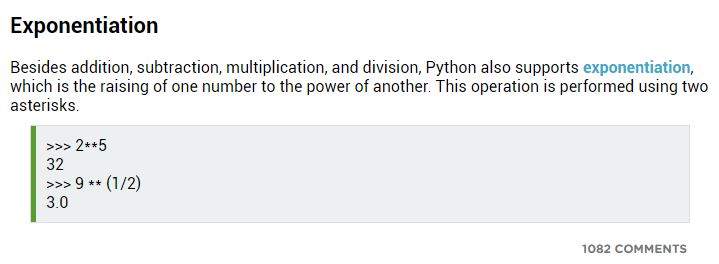 Exponentiation
Besides addition, subtraction, multiplication, and division, Python also supports exponentiation,
which is the raising of one number to the power of another. This operation is performed using two
asterisks.
>>> 2**5
32
>>> 9 ** (1/2)
3.0
1082 COMMENTS